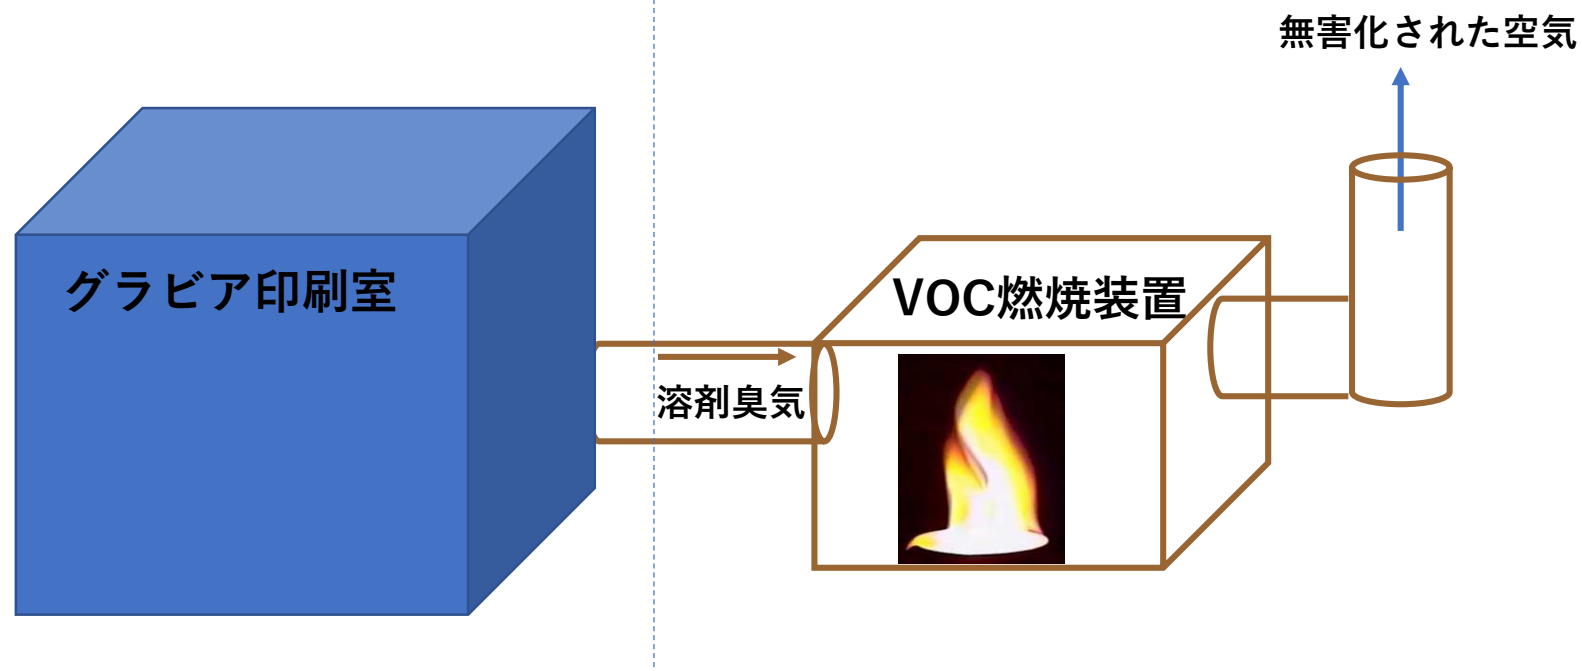 無害化された空気
グラビア印刷室
VOC燃焼装置
溶剤臭気